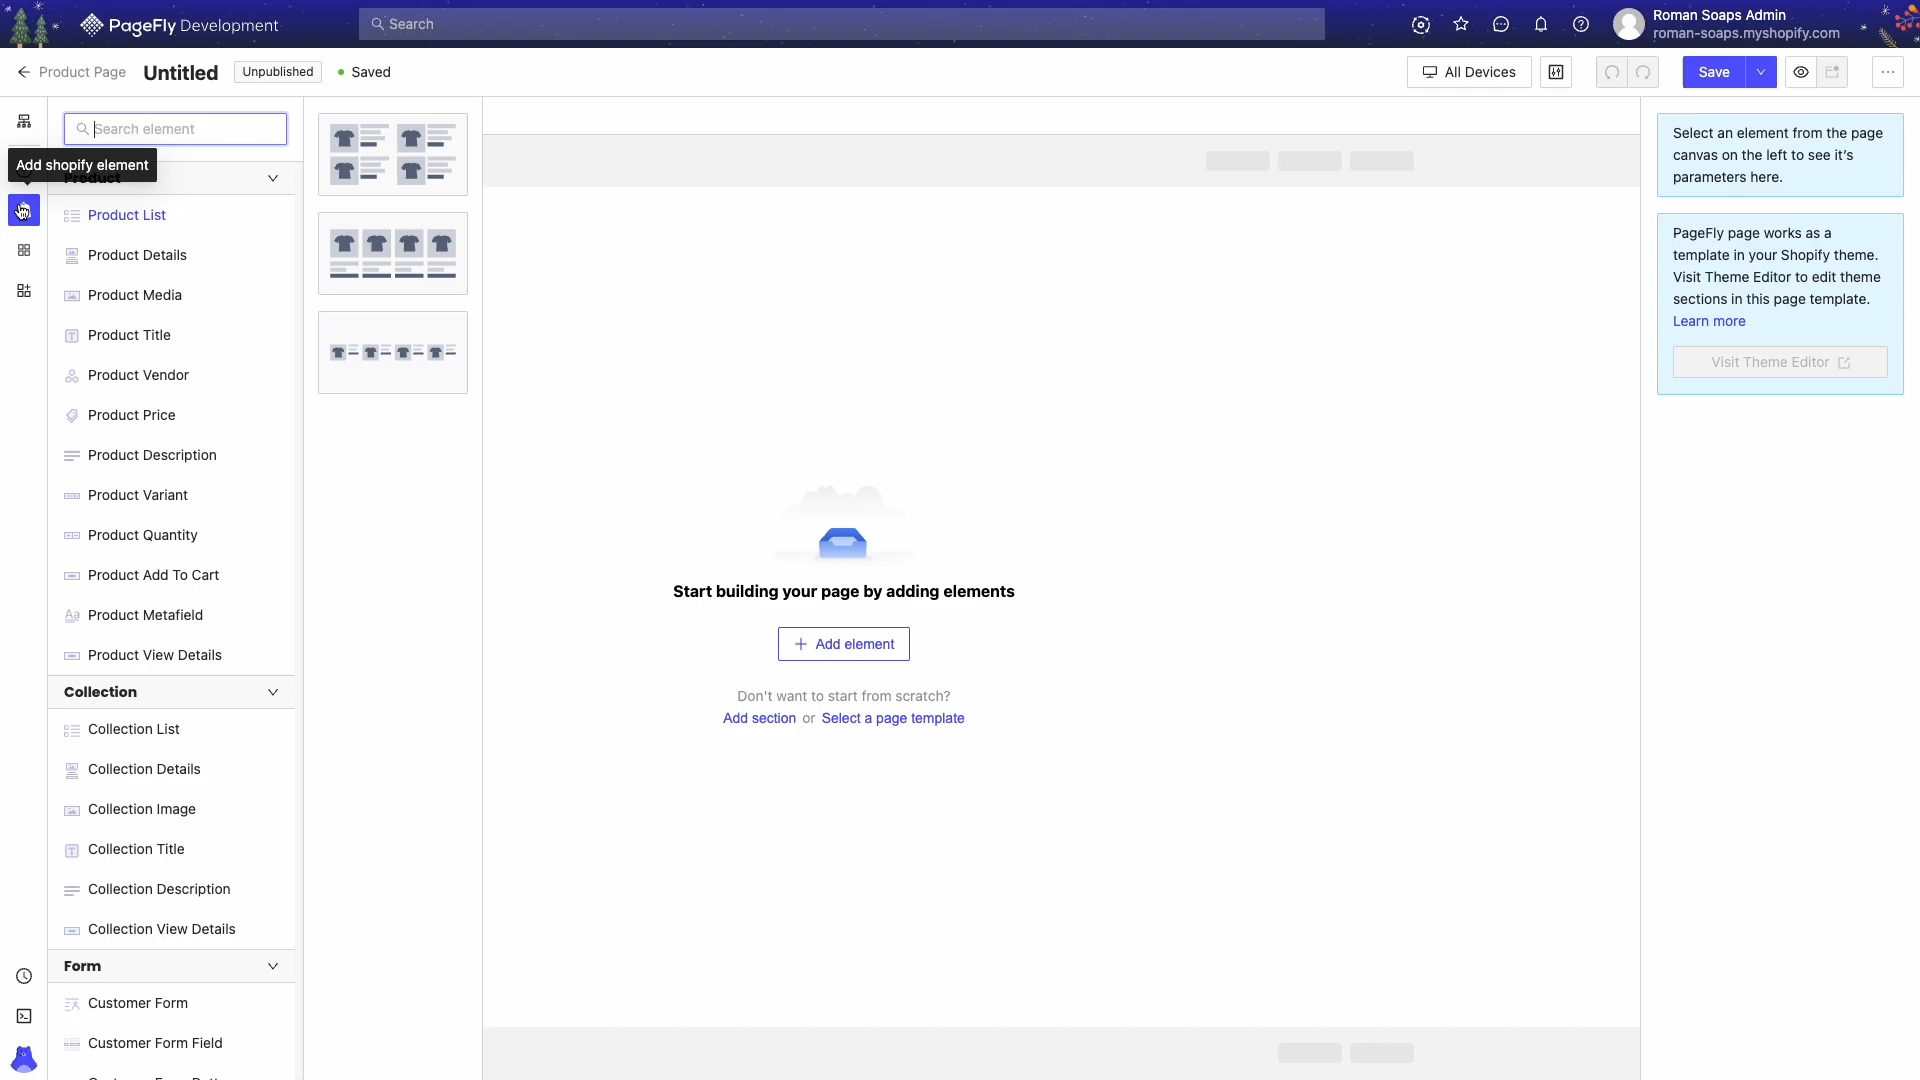 PageFly Development
Search
Roman Soaps Admin
roman-soaps.myshopify.com
Product Page
Untitled
Unpublished
Saved
All Devices
Save
Search element
Add shopify element
Product
Product List
Product Details
Product Media
Product Title
Product Vendor
Product Price
Product Description
Product Variant
Product Quantity
Product Add To Cart
Product Metafield
Product View Details
Collection
Collection List
Collection Details
Collection Image
Collection Title
Collection Description
Collection View Details
Form
Customer Form
Customer Form Field
Start building your page by adding elements
Add element
Don't want to start from scratch?
Add section or Select a page template
Select an element from the page
canvas on the left to see it's
parameters here.
PageFly page works as a
template in your Shopify theme.
Visit Theme Editor to edit theme
sections in this page template.
Learn more
Visit Theme Editor